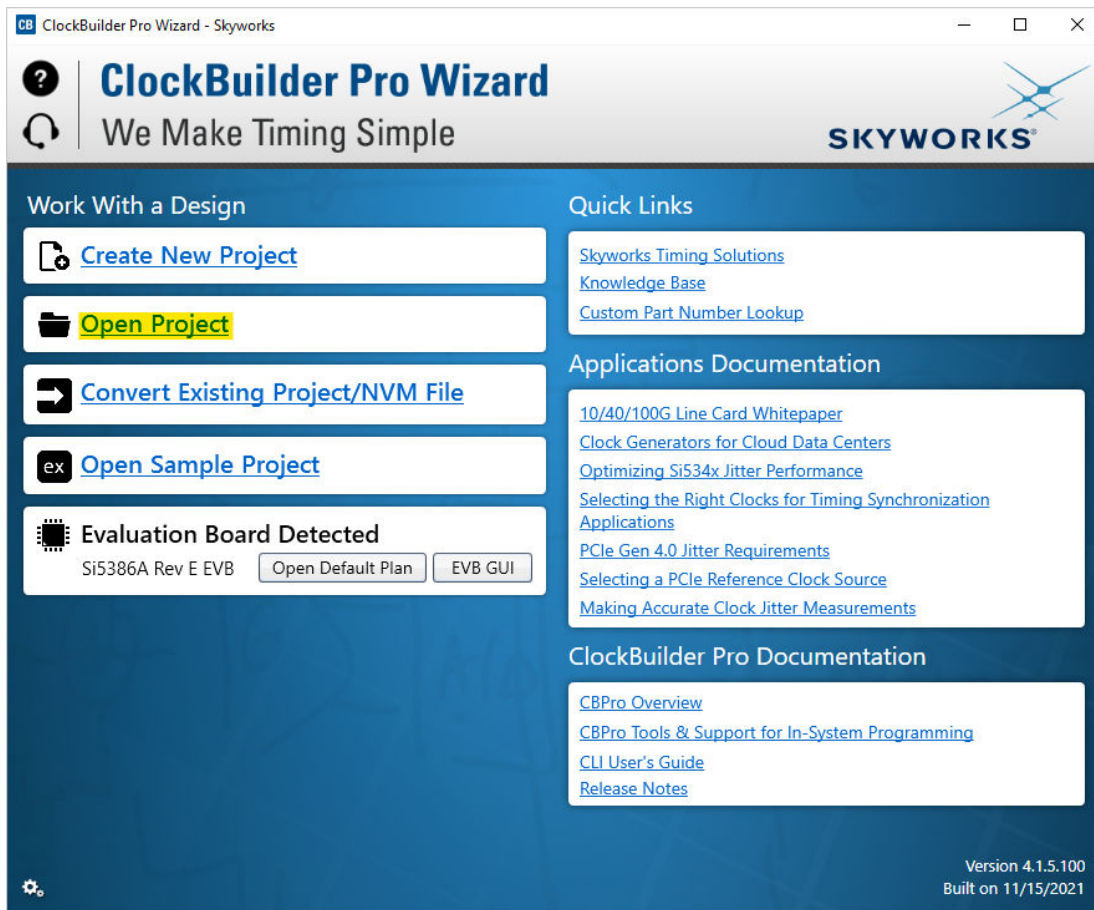 CB ClockBuilder Pro Wizard - Skyworks
?
ClockBuilder Pro Wizard
We Make Timing Simple
SKYWORKS®
Work With a Design
Create New Project
Open Project
Convert Existing Project/NVM File
ex Open Sample Project
Evaluation Board Detected
Si5386A Rev E EVB Open Default Plan EVB GUI
Quick Links
Skyworks Timing Solutions
Knowledge Base
Custom Part Number Lookup
Applications Documentation
10/40/100G Line Card Whitepaper
Clock Generators for Cloud Data Centers
Optimizing Si534x Jitter Performance
Selecting the Right Clocks for Timing Synchronization
Applications
PCIe Gen 4.0 Jitter Requirements
Selecting a PCIe Reference Clock Source
Making Accurate Clock Jitter Measurements
ClockBuilder Pro Documentation
CBPro Overview
CBPro Tools & Support for In-System Programming
CLI User's Guide
Release Notes
Version 4.1.5.100
Built on 11/15/2021